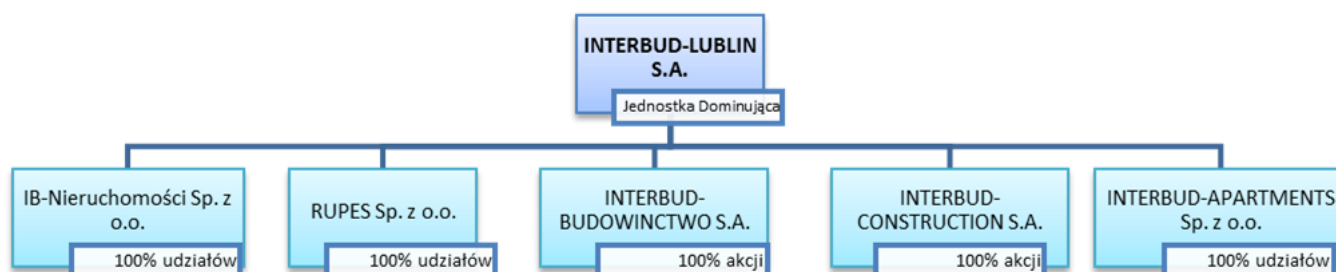 INTERBUD-LUBLIN
S.A.
Jednostka Dominująca
IB-Nieruchomości Sp. z
o.o.
100% udziałów
RUPES Sp. z o.o.
100% udziałów
INTERBUD-
BUDOWINCTWO S.A.
100% akcji
INTERBUD-
CONSTRUCTION S.A.
100% akcji
INTERBUD-APARTMENTS
Sp. z o.o.
100% udziałów